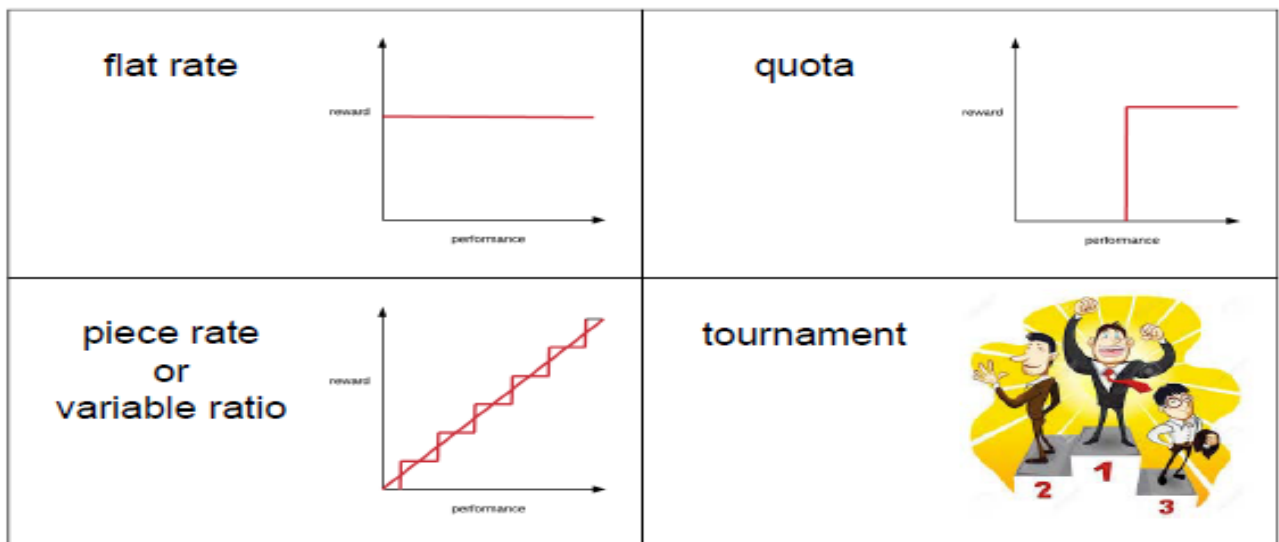 flat rate
reward
performance
quota
reward
performance
piece rate
or
variable ratio
reward
performance
tournament
1
2
3